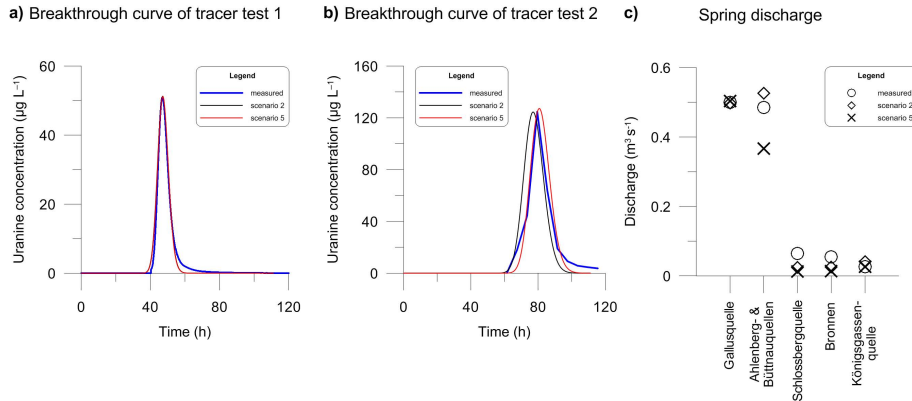 a) Breakthrough curve of tracer test 1
Uranine concentration (µg L⁻¹)
60
40
20
0
0 40 80 120
Time (h)
Legend
measured
scenario 2
scenario 5
b) Breakthrough curve of tracer test 2
Uranine concentration (µg L⁻¹)
160
120
80
40
0
0 40 80 120
Time (h)
Legend
measured
scenario 2
scenario 5
c) Spring discharge
Discharge (m³ s⁻¹)
0.6
0.4
0.2
0
Legend
measured
scenario 2
scenario 5
Gallusquelle
Ahlenberg- &
Büttnauquellen
Schlossbergquelle
Bronnen
Königsgassen-
quelle